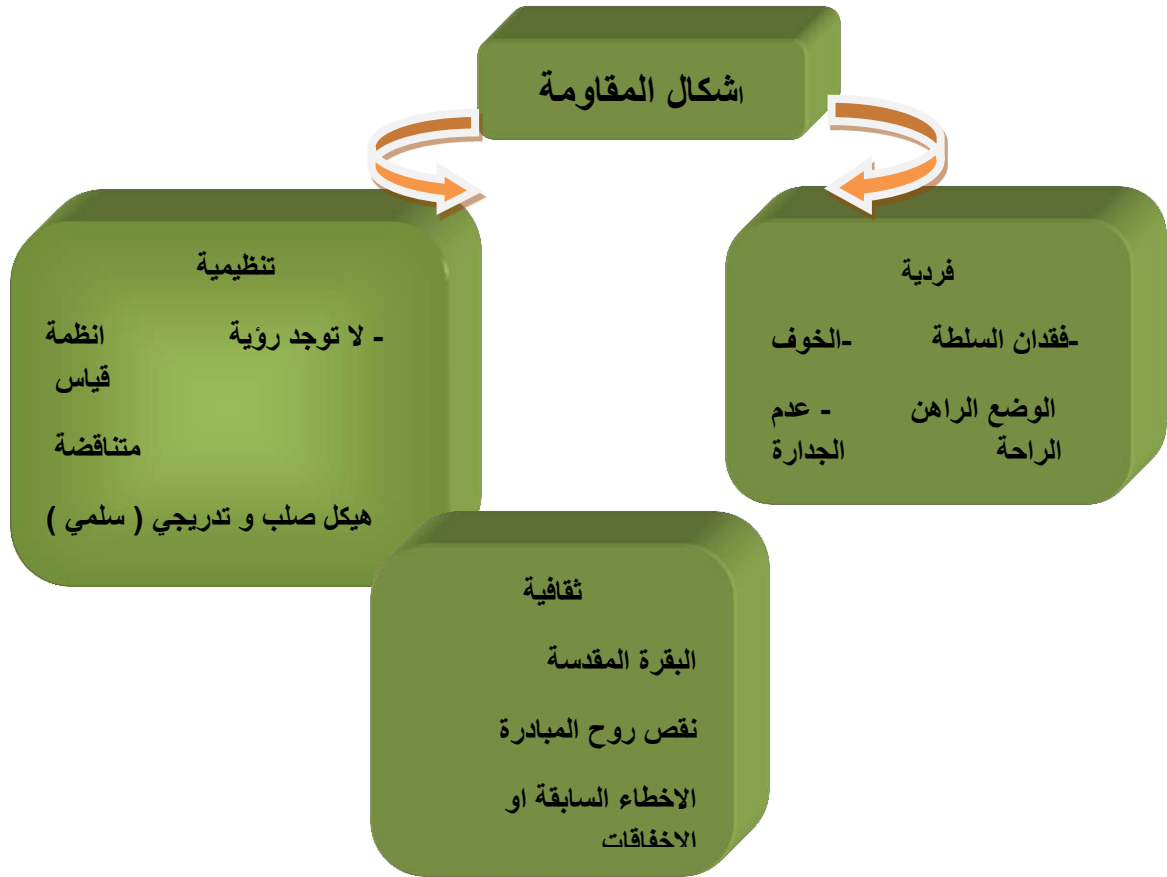 اشكال المقاومة
فردية
-فقدان السلطة -الخوف
الوضع الراهن - عدم
الراحة الجدارة
تنظيمية
- لا توجد رؤية انظمة
قياس
متناقضة
هيكل صلب و تدريجي ( سلمي )
ثقافية
البقرة المقدسة
نقص روح المبادرة
الاخطاء السابقة او
الاخفاقات